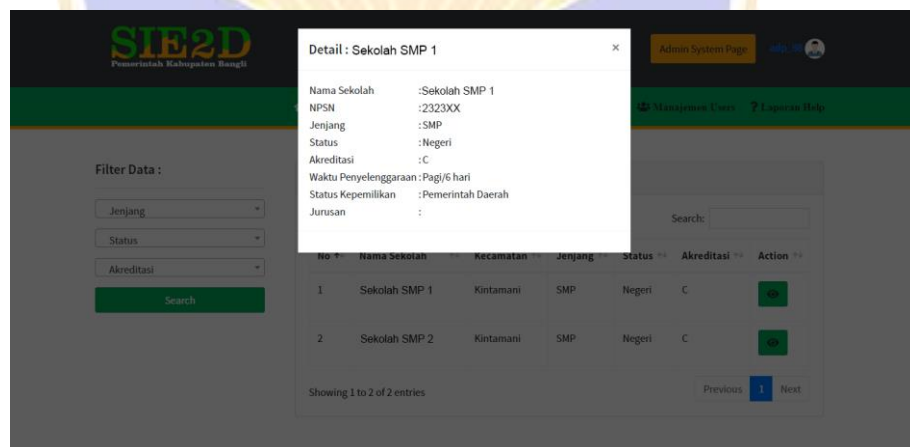 SIE2D
Pemerintah Kabupaten Bangli
Detail : Sekolah SMP 1 ×
Admin System Page
Manajemen Users ? Laporan Help
Nama Sekolah :Sekolah SMP 1
NPSN :2323XX
Jenjang :SMP
Status :Negeri
Akreditasi :C
Waktu Penyelenggaraan :Pagi/6 hari
Status Kepemilikan :Pemerintah Daerah
Jurusan :
Filter Data :
Jenjang
Status
Akreditasi
Search
Search:
No Nama Sekolah Kecamatan Jenjang Status Akreditasi Action
1 Sekolah SMP 1 Kintamani SMP Negeri C
2 Sekolah SMP 2 Kintamani SMP Negeri C
Showing 1 to 2 of 2 entries
Previous 1 Next